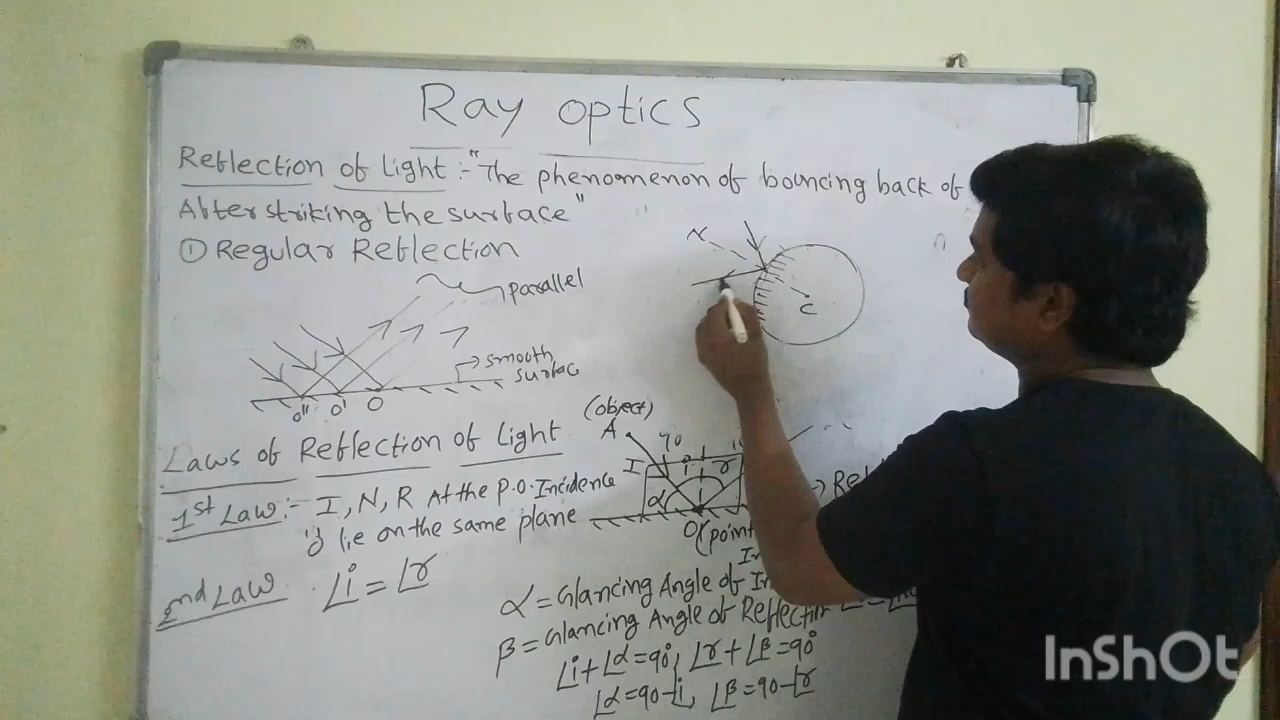 Ray optics
Reflection of light :- "The phenomenon of bouncing back of
After striking the surface"
① Regular Reflection
parallel
smooth
surfac
O" O' O
N
C
Laws of Reflection of Light
1st Law :- I, N, R At the P.O. Incidence
lie on the same plane
2nd Law ∠i = ∠r
(object)
A
I
i r
α
O (point
α = Glancing Angle of In
β = Glancing Angle of Reflection
∠i + ∠α = 90°, ∠r + ∠β = 90°
∠α = 90 - i, ∠β = 90 - ∠r
InShOt